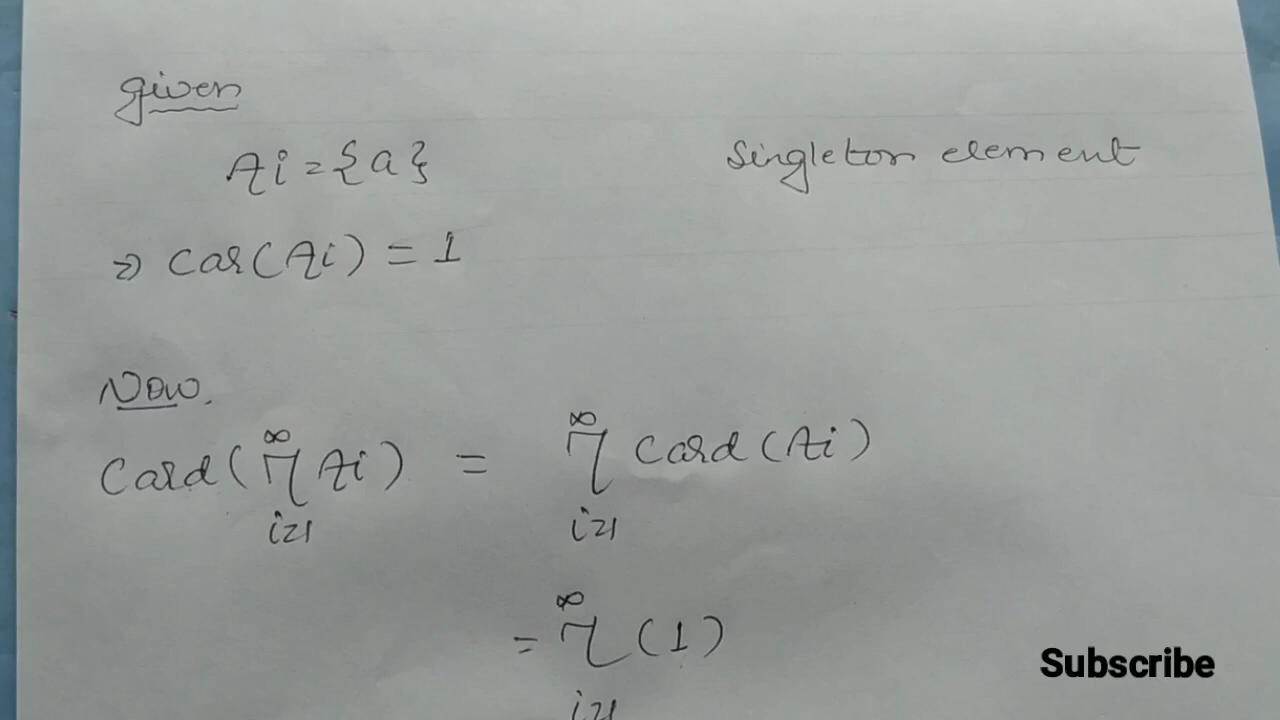 given
Ai = {a} Singleton element
⇒ Car(Ai) = 1
Now,
Card( ∞ π i=1 Ai ) = ∞ π i=1 Card(Ai)
= ∞ π i=1 (1)
Subscribe